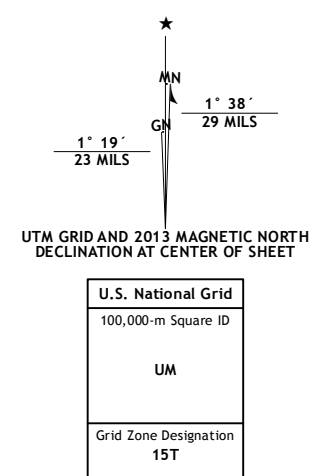 MN
1° 38´
29 MILS
GN
1° 19´
23 MILS
UTM GRID AND 2013 MAGNETIC NORTH
DECLINATION AT CENTER OF SHEET
U.S. National Grid
100,000-m Square ID
UM
Grid Zone Designation
15T